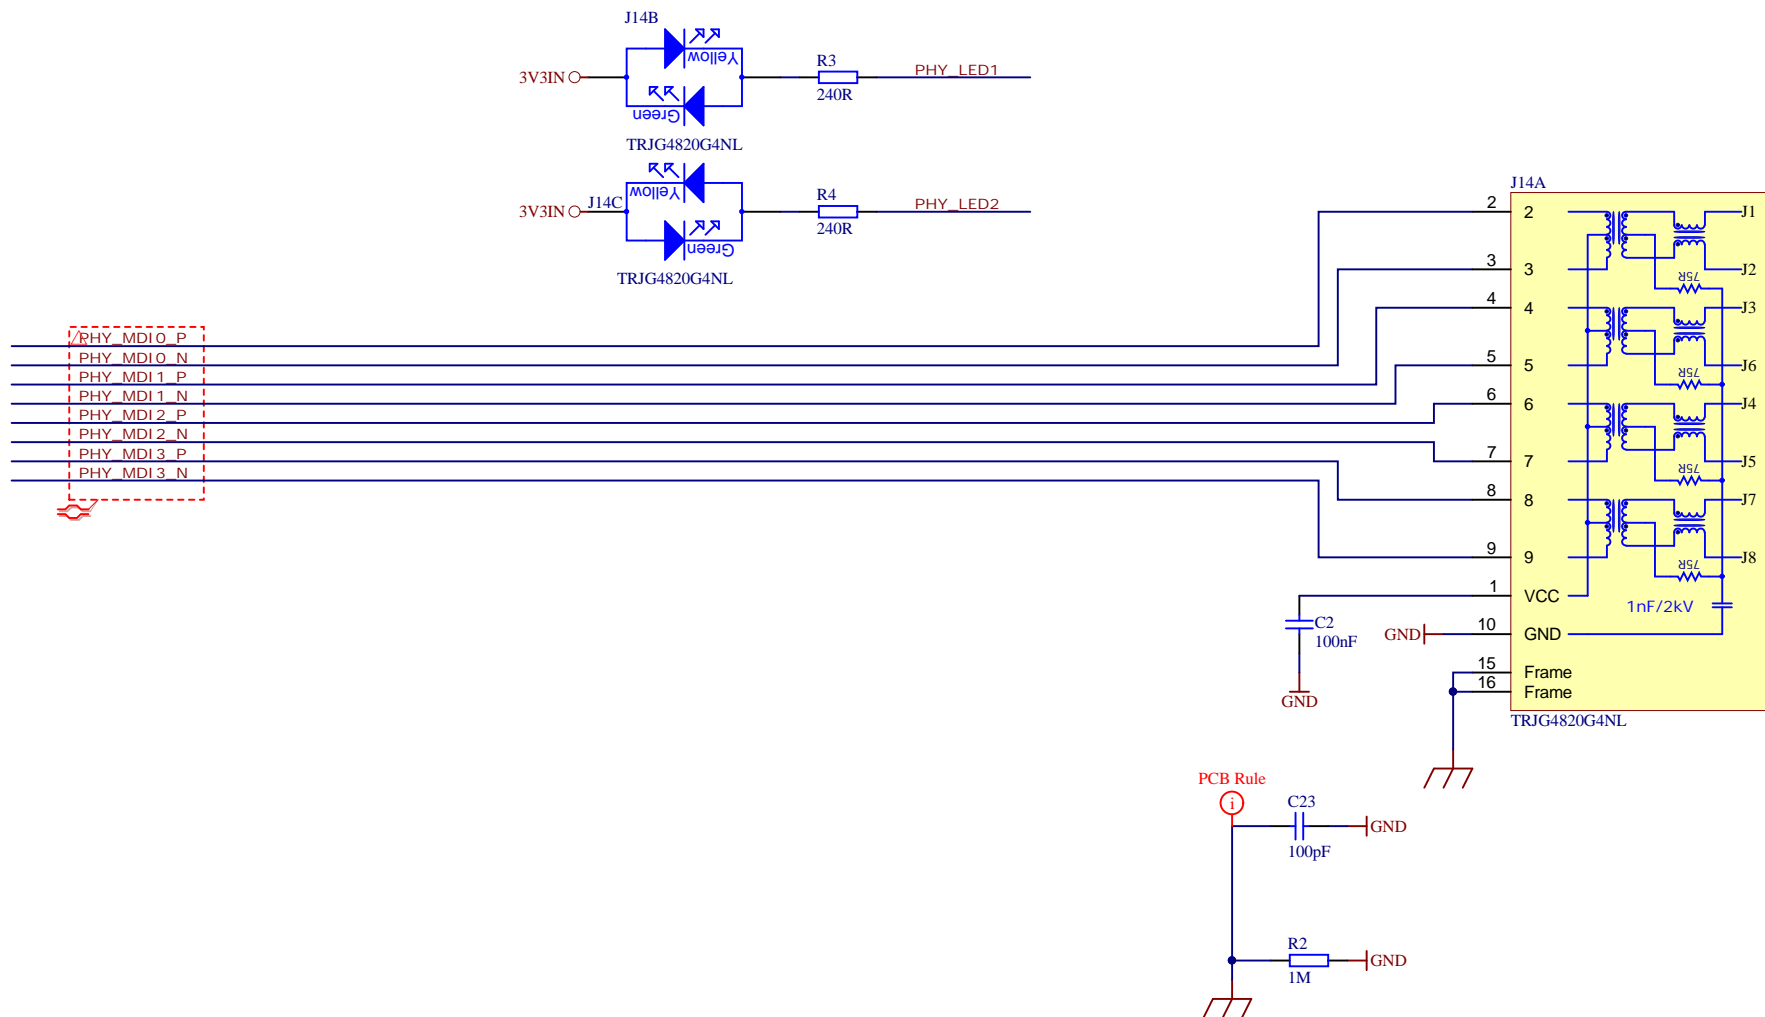 J14B
3V3IN
Yellow
Green
R3
240R
PHY_LED1
TRJG4820G4NL
3V3IN
J14C
Yellow
Green
R4
240R
PHY_LED2
TRJG4820G4NL
PHY_MDI0_P
PHY_MDI0_N
PHY_MDI1_P
PHY_MDI1_N
PHY_MDI2_P
PHY_MDI2_N
PHY_MDI3_P
PHY_MDI3_N
J14A
2 2 J1
3 3 J2
75R
4 4 J3
5 5 J6
75R
6 6 J4
7 7 J5
75R
8 8 J7
9 9 J8
75R
1 VCC
1nF/2kV
10 GND
GND
15 Frame
16 Frame
TRJG4820G4NL
C2
100nF
GND
PCB Rule
i
C23
100pF
GND
R2
1M
GND